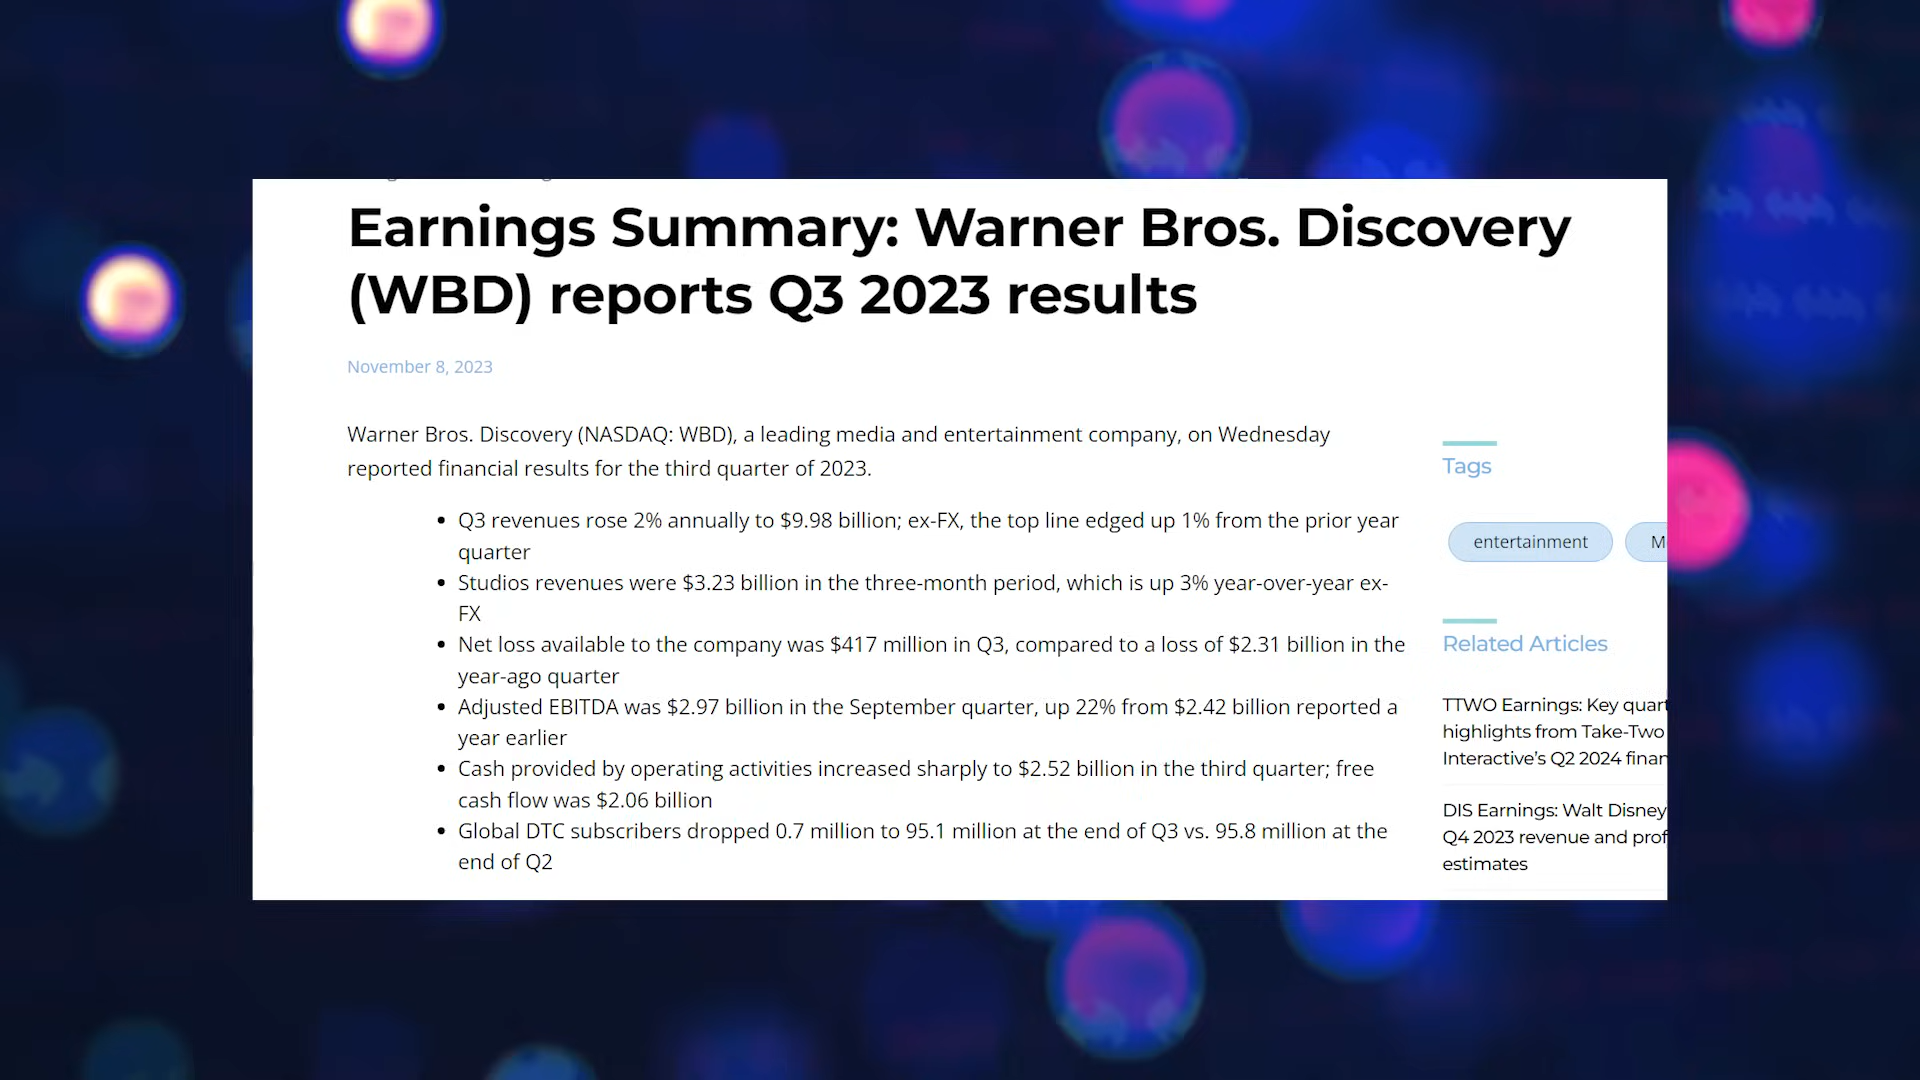 Earnings Summary: Warner Bros. Discovery
(WBD) reports Q3 2023 results
November 8, 2023
Warner Bros. Discovery (NASDAQ: WBD), a leading media and entertainment company, on Wednesday
reported financial results for the third quarter of 2023.
• Q3 revenues rose 2% annually to $9.98 billion; ex-FX, the top line edged up 1% from the prior year
quarter
• Studios revenues were $3.23 billion in the three-month period, which is up 3% year-over-year ex-
FX
• Net loss available to the company was $417 million in Q3, compared to a loss of $2.31 billion in the
year-ago quarter
• Adjusted EBITDA was $2.97 billion in the September quarter, up 22% from $2.42 billion reported a
year earlier
• Cash provided by operating activities increased sharply to $2.52 billion in the third quarter; free
cash flow was $2.06 billion
• Global DTC subscribers dropped 0.7 million to 95.1 million at the end of Q3 vs. 95.8 million at the
end of Q2
Tags
entertainment
Related Articles
TTWO Earnings: Key quart
highlights from Take-Two
Interactive's Q2 2024 finan
DIS Earnings: Walt Disney
Q4 2023 revenue and prof
estimates